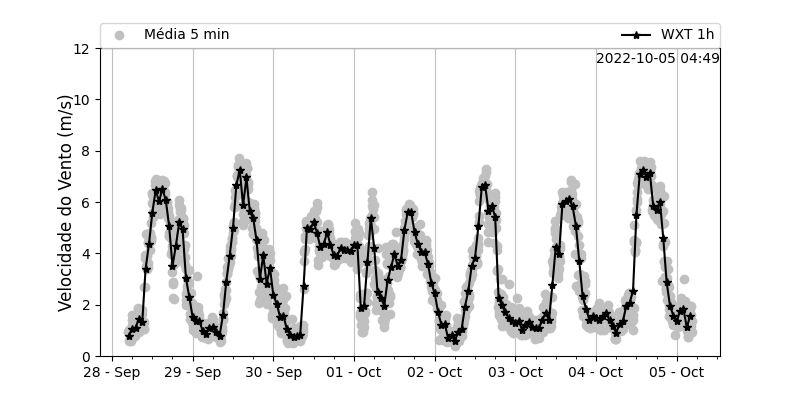 Média 5 min
WXT 1h
2022-10-05 04:49
Velocidade do Vento (m/s)
12
10
8
6
4
2
0
28 - Sep
29 - Sep
30 - Sep
01 - Oct
02 - Oct
03 - Oct
04 - Oct
05 - Oct